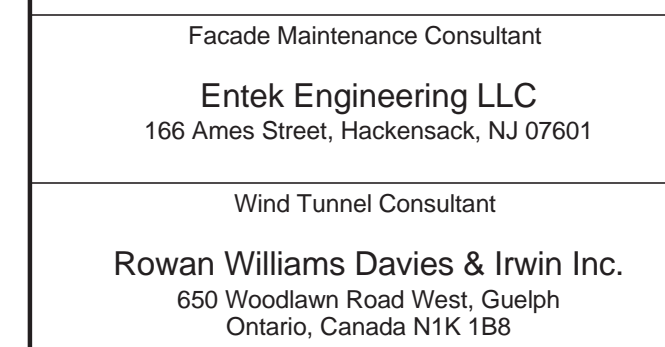 Facade Maintenance Consultant
Entek Engineering LLC
166 Ames Street, Hackensack, NJ 07601
Wind Tunnel Consultant
Rowan Williams Davies & Irwin Inc.
650 Woodlawn Road West, Guelph
Ontario, Canada N1K 1B8